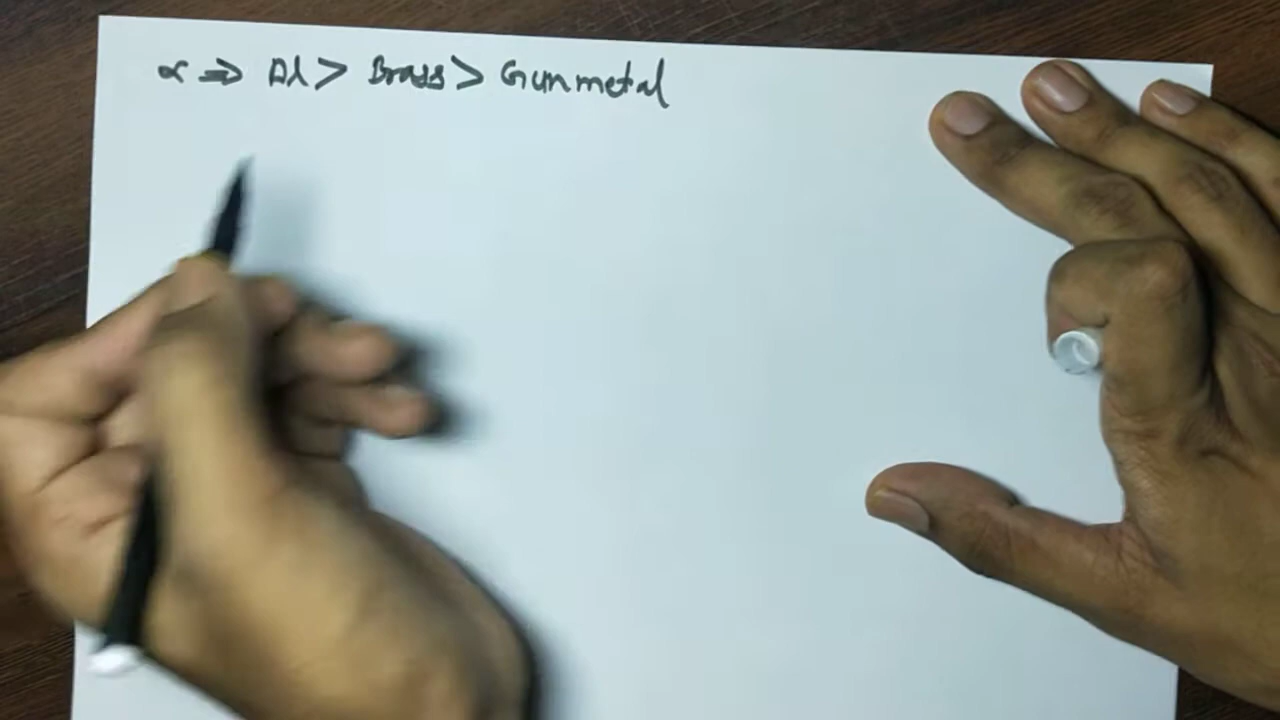 α ⇒ Al > Brass > Gunmetal